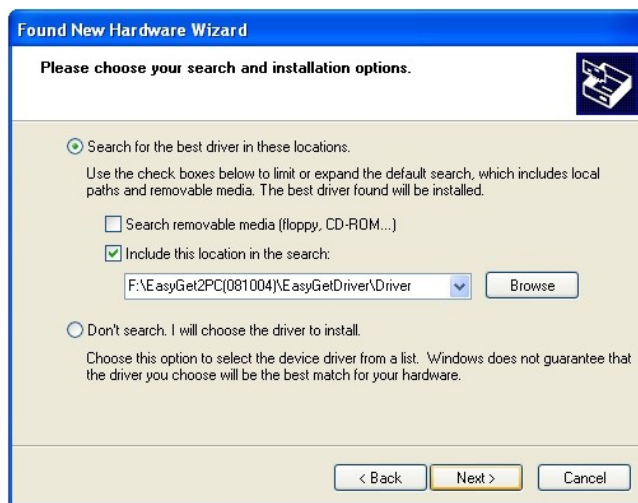 Found New Hardware Wizard
Please choose your search and installation options.
Search for the best driver in these locations.
Use the check boxes below to limit or expand the default search, which includes local
paths and removable media. The best driver found will be installed.
Search removable media (floppy, CD-ROM...)
Include this location in the search:
F:\EasyGet2PC(081004)\EasyGetDriver\Driver
Browse
Don't search. I will choose the driver to install.
Choose this option to select the device driver from a list. Windows does not guarantee that
the driver you choose will be the best match for your hardware.
< Back
Next >
Cancel